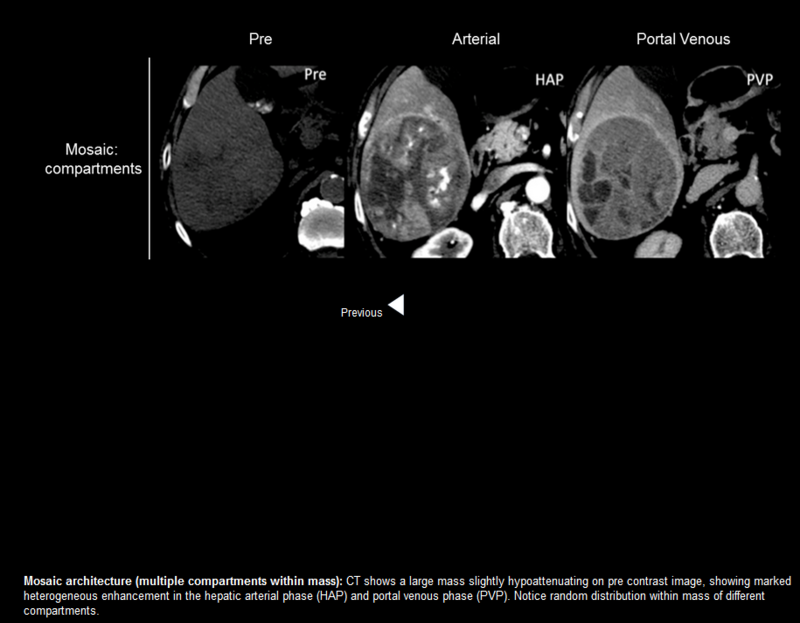 Pre
Arterial
Portal Venous
Pre
HAP
PVP
Mosaic:
compartments
Previous
Mosaic architecture (multiple compartments within mass): CT shows a large mass slightly hypoattenuating on pre contrast image, showing marked
heterogeneous enhancement in the hepatic arterial phase (HAP) and portal venous phase (PVP). Notice random distribution within mass of different
compartments.